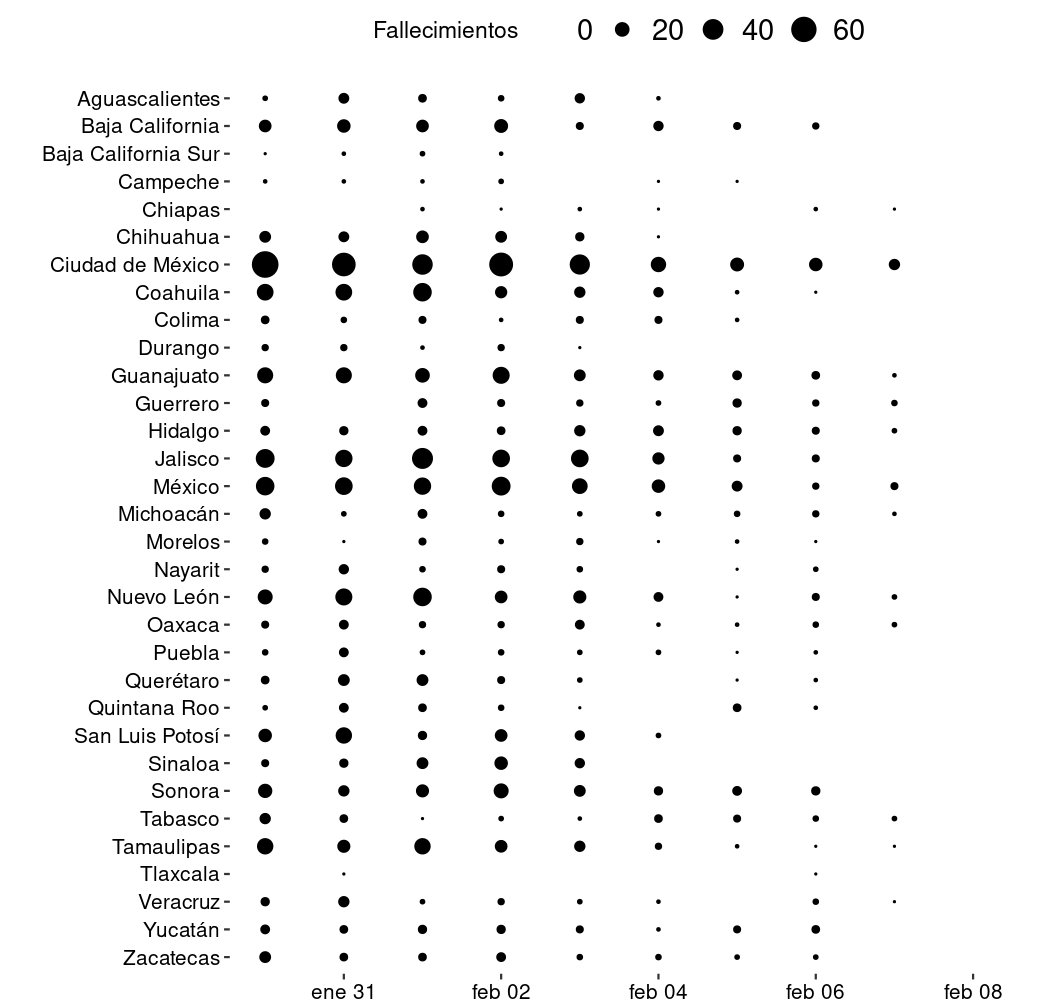 Fallecimientos 0 20 40 60
Aguascalientes
Baja California
Baja California Sur
Campeche
Chiapas
Chihuahua
Ciudad de México
Coahuila
Colima
Durango
Guanajuato
Guerrero
Hidalgo
Jalisco
México
Michoacán
Morelos
Nayarit
Nuevo León
Oaxaca
Puebla
Querétaro
Quintana Roo
San Luis Potosí
Sinaloa
Sonora
Tabasco
Tamaulipas
Tlaxcala
Veracruz
Yucatán
Zacatecas
ene 31 feb 02 feb 04 feb 06 feb 08